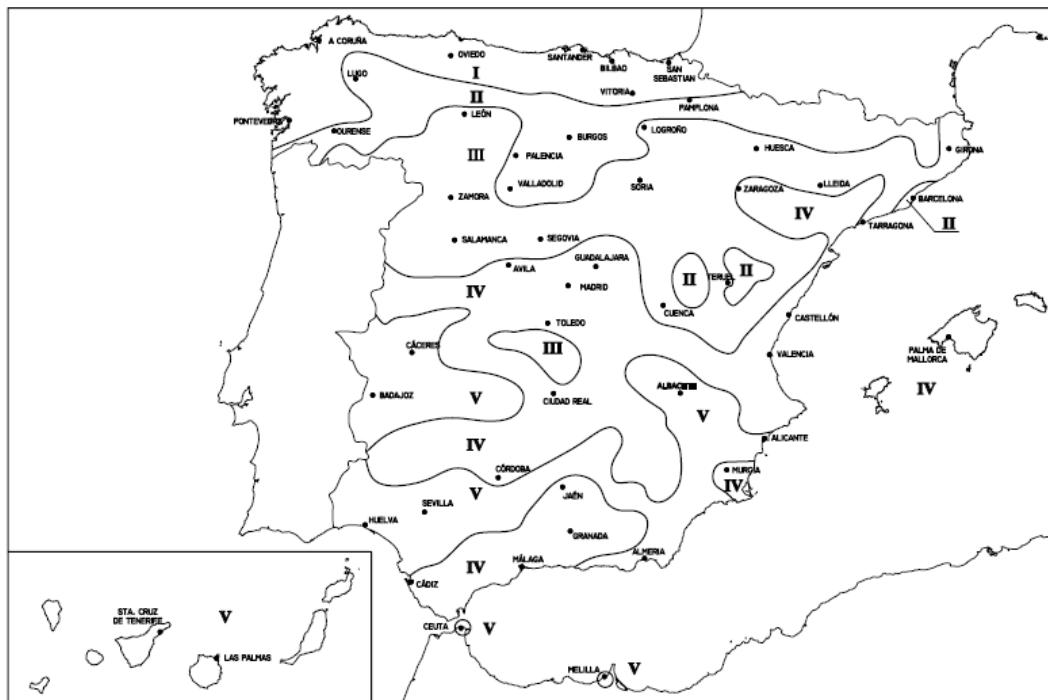 A CORUÑA
OVIEDO
SANTANDER
BILBAO
SAN
SEBASTIAN
LUGO
I
VITORIA
PAMPLONA
II
PONTEVEDRA
OURENSE
LEÓN
BURGOS
LOGROÑO
HUESCA
GIRONA
III
PALENCIA
VALLADOLID
SORIA
ZARAGOZA
LLEIDA
BARCELONA
ZAMORA
IV
TARRAGONA
II
SALAMANCA
SEGOVIA
AVILA
GUADALAJARA
II
TERUEL
II
IV
MADRID
CUENCA
CASTELLÓN
TOLEDO
CÁCERES
III
VALENCIA
PALMA DE
MALLORCA
IV
BADAJOZ
V
CIUDAD REAL
ALBACETE
V
IV
ALICANTE
CÓRDOBA
MURCIA
IV
V
JAÉN
V
SEVILLA
HUELVA
GRANADA
IV
MÁLAGA
ALMERIA
CÁDIZ
STA. CRUZ
DE TENERIFE
V
LAS PALMAS
CEUTA
V
MELILLA
V